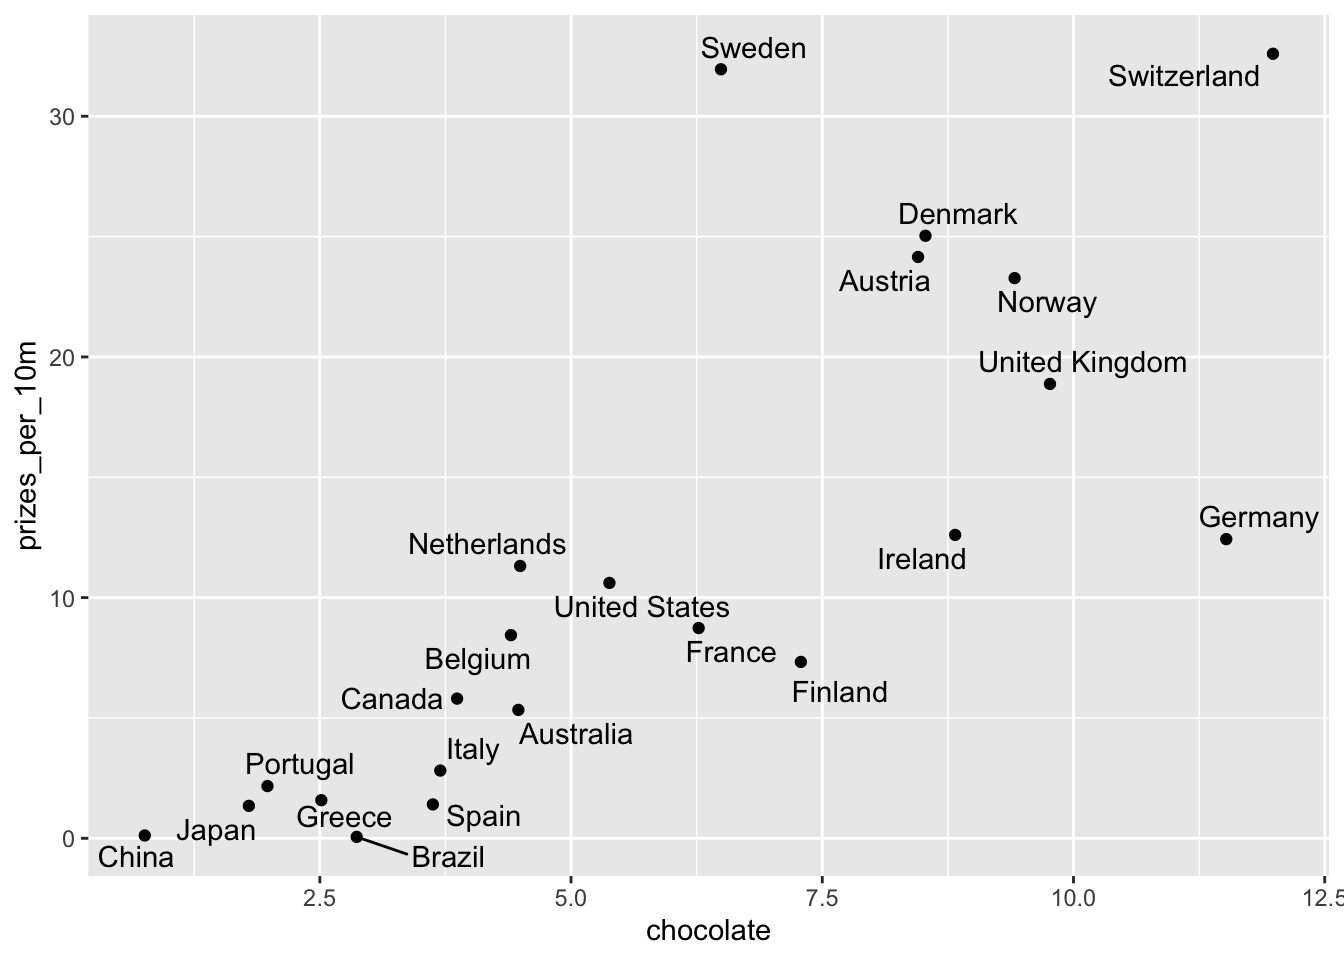 Sweden
Switzerland
30
Denmark
Austria
Norway
20
United Kingdom
prizes_per_10m
Germany
Netherlands
Ireland
10
United States
France
Belgium
Finland
Canada
Australia
Italy
Portugal
Spain
Greece
Japan
0
China
Brazil
2.5
5.0
7.5
10.0
12.5
chocolate